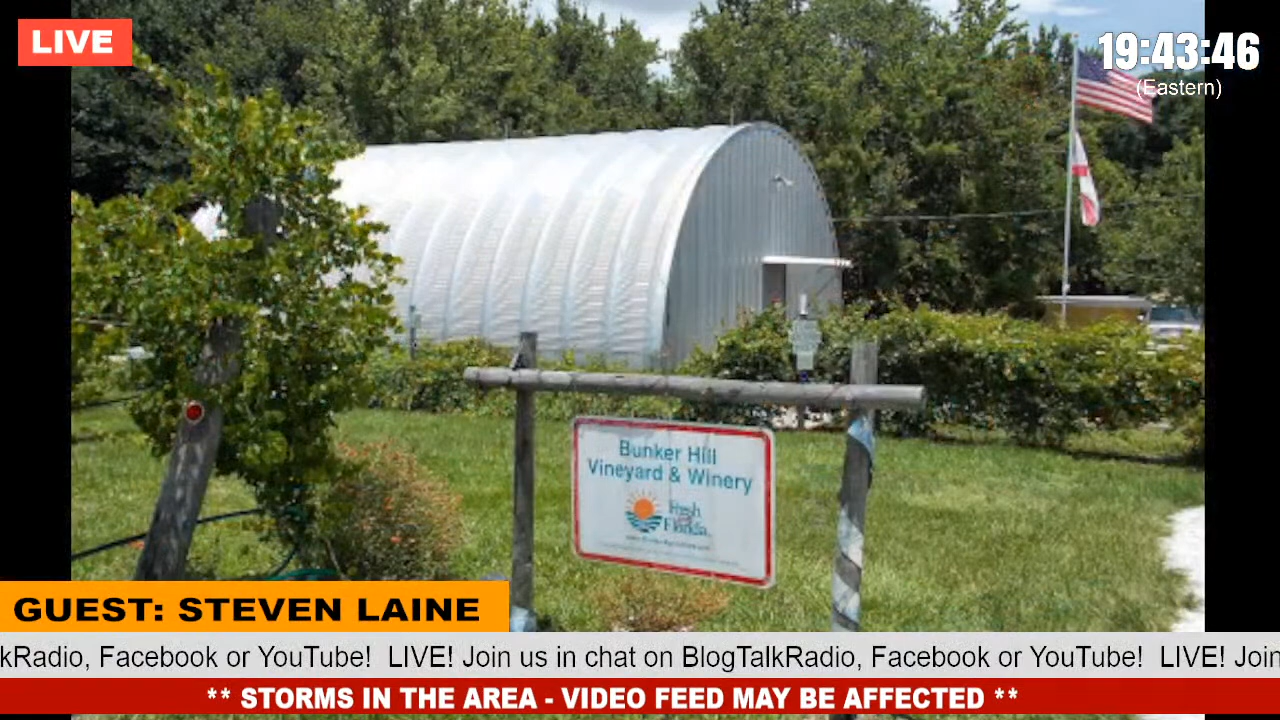 LIVE
19:43:46
(Eastern)
Bunker Hill
Vineyard & Winery
Fresh
Florida
GUEST: STEVEN LAINE
kRadio, Facebook or YouTube! LIVE! Join us in chat on BlogTalkRadio, Facebook or YouTube! LIVE! Join
** STORMS IN THE AREA - VIDEO FEED MAY BE AFFECTED **